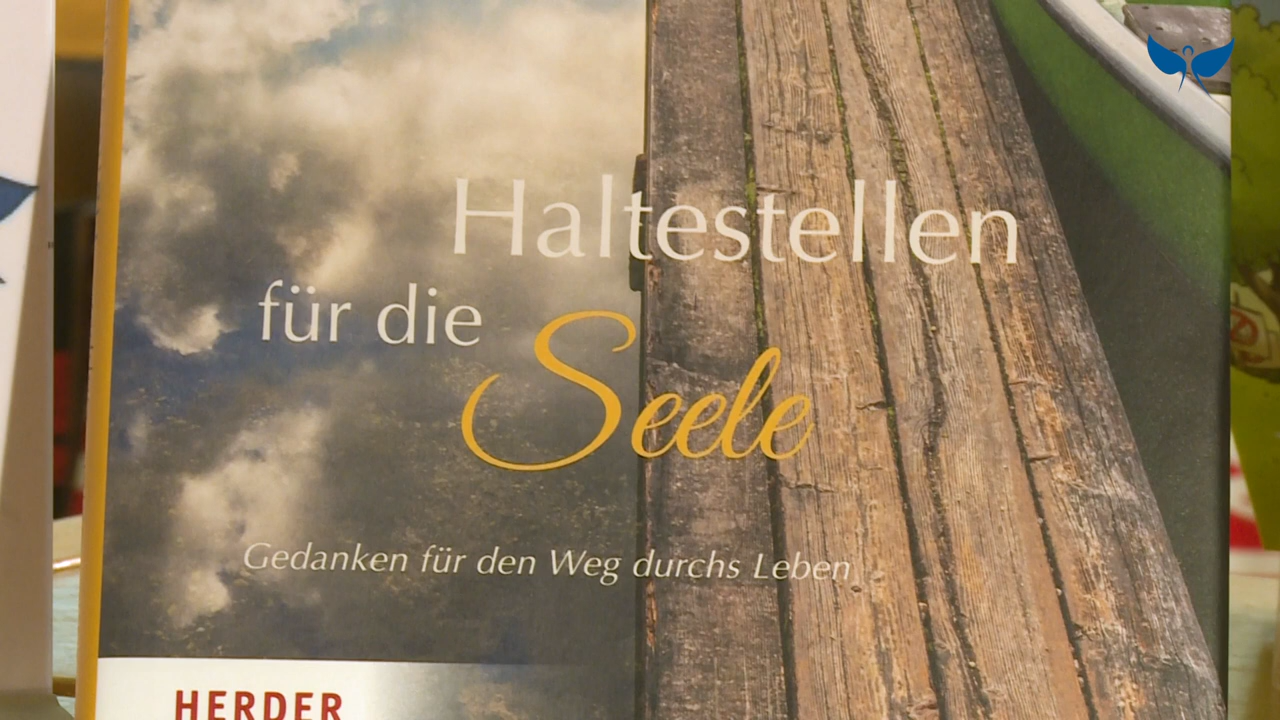 Haltestellen
für die
Seele
Gedanken für den Weg durchs Leben
HERDER